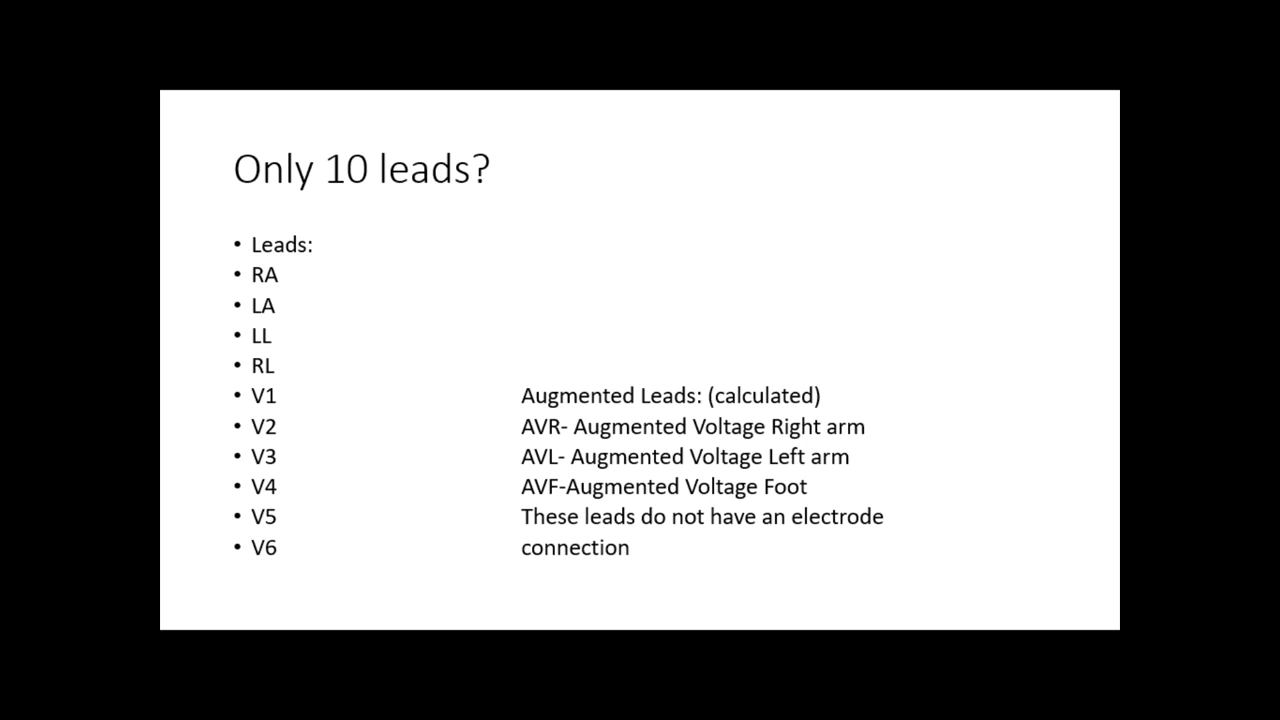 Only 10 leads?
• Leads:
• RA
• LA
• LL
• RL
• V1
• V2
• V3
• V4
• V5
• V6
Augmented Leads: (calculated)
AVR- Augmented Voltage Right arm
AVL- Augmented Voltage Left arm
AVF-Augmented Voltage Foot
These leads do not have an electrode
connection